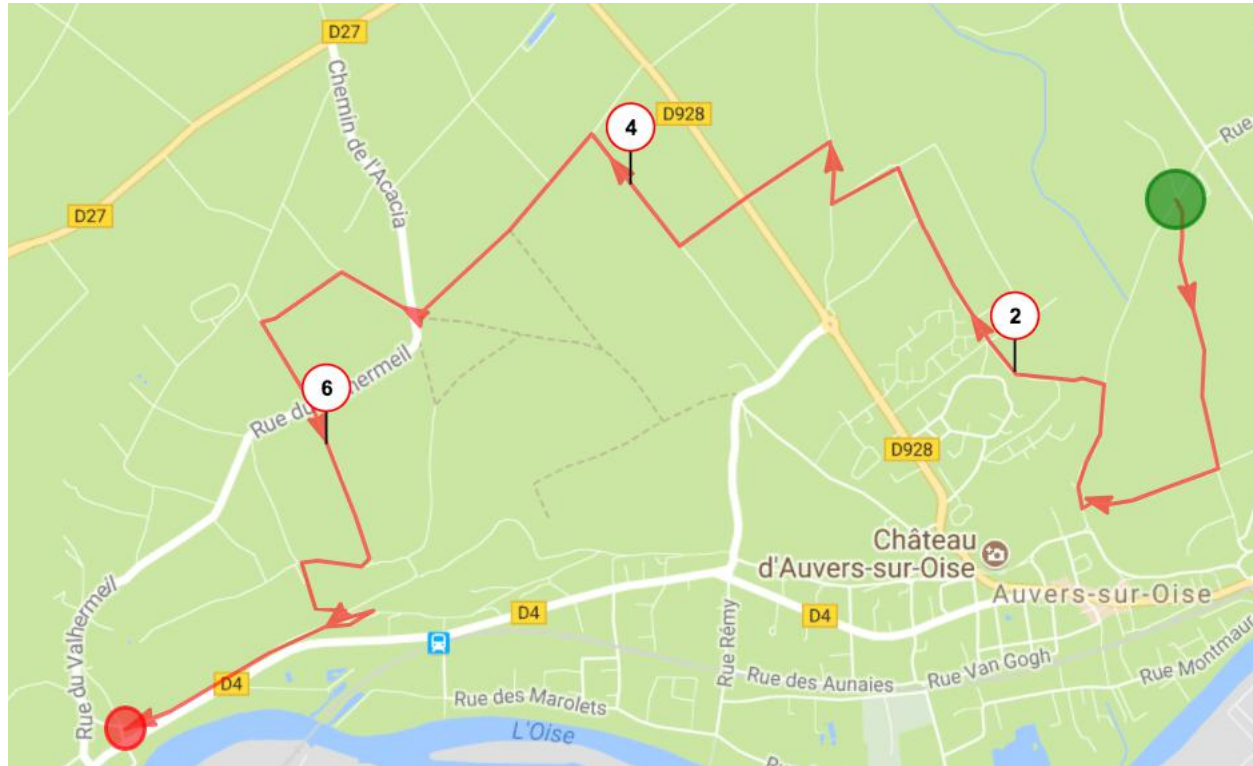 D27
Chemin de l'Acacia
D928
4
Rue
D27
2
6
Rue du
hermeil
D928
Château
d'Auvers-sur-Oise
Auvers-sur-Oise
D4
D4
Rue du Valhermeil
Rue Rémy
Rue des Aunaies
Rue Van Gogh
Rue Montmaur
D4
Rue des Marolets
L'Oise